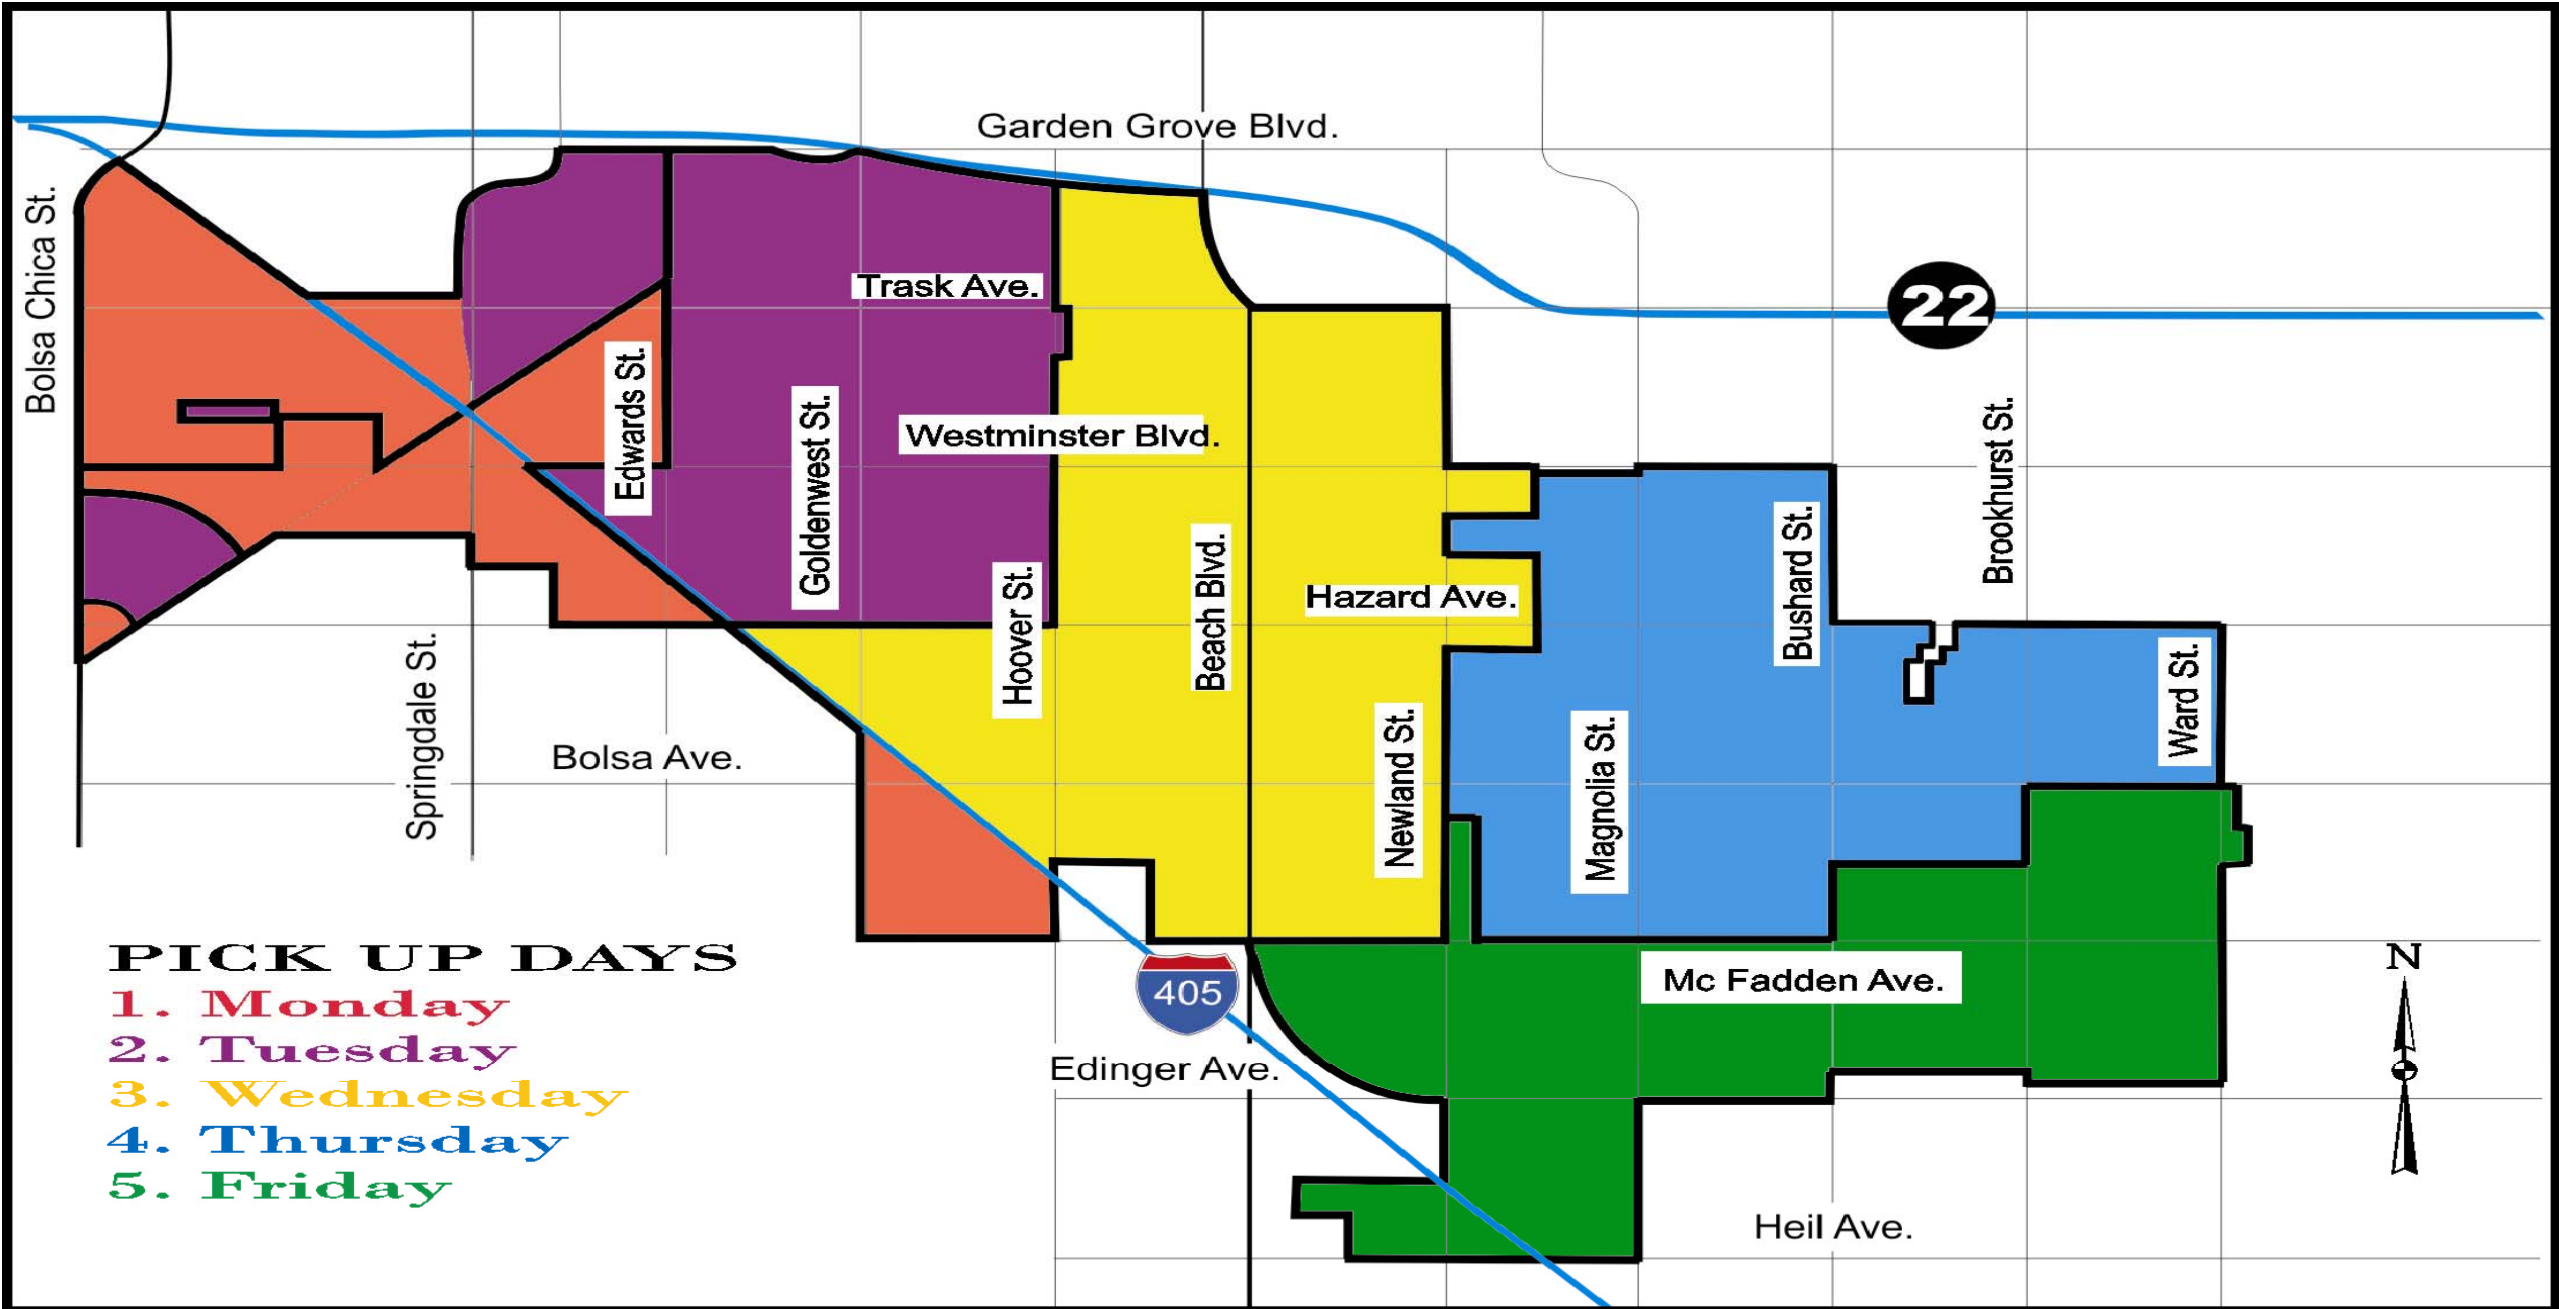 Garden Grove Blvd.
Bolsa Chica St.
Trask Ave.
22
Edwards St.
Goldenwest St.
Westminster Blvd.
Brookhurst St.
Hoover St.
Beach Blvd.
Hazard Ave.
Bushard St.
Springdale St.
Bolsa Ave.
Newland St.
Magnolia St.
Ward St.
PICK UP DAYS
1. Monday
2. Tuesday
3. Wednesday
4. Thursday
5. Friday
405
Mc Fadden Ave.
N
Edinger Ave.
Heil Ave.